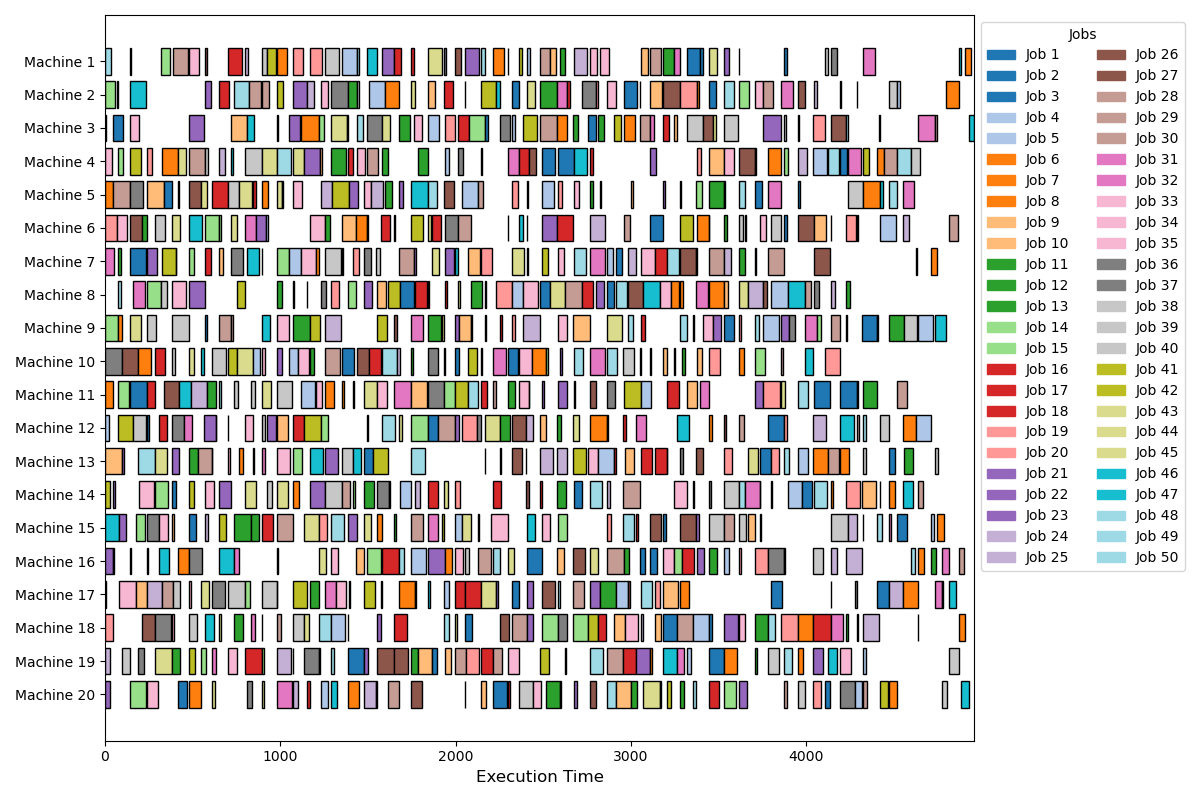 Machine 1
Machine 2
Machine 3
Machine 4
Machine 5
Machine 6
Machine 7
Machine 8
Machine 9
Machine 10
Machine 11
Machine 12
Machine 13
Machine 14
Machine 15
Machine 16
Machine 17
Machine 18
Machine 19
Machine 20
0 1000 2000 3000 4000
Execution Time
Jobs
Job 1
Job 2
Job 3
Job 4
Job 5
Job 6
Job 7
Job 8
Job 9
Job 10
Job 11
Job 12
Job 13
Job 14
Job 15
Job 16
Job 17
Job 18
Job 19
Job 20
Job 21
Job 22
Job 23
Job 24
Job 25
Job 26
Job 27
Job 28
Job 29
Job 30
Job 31
Job 32
Job 33
Job 34
Job 35
Job 36
Job 37
Job 38
Job 39
Job 40
Job 41
Job 42
Job 43
Job 44
Job 45
Job 46
Job 47
Job 48
Job 49
Job 50